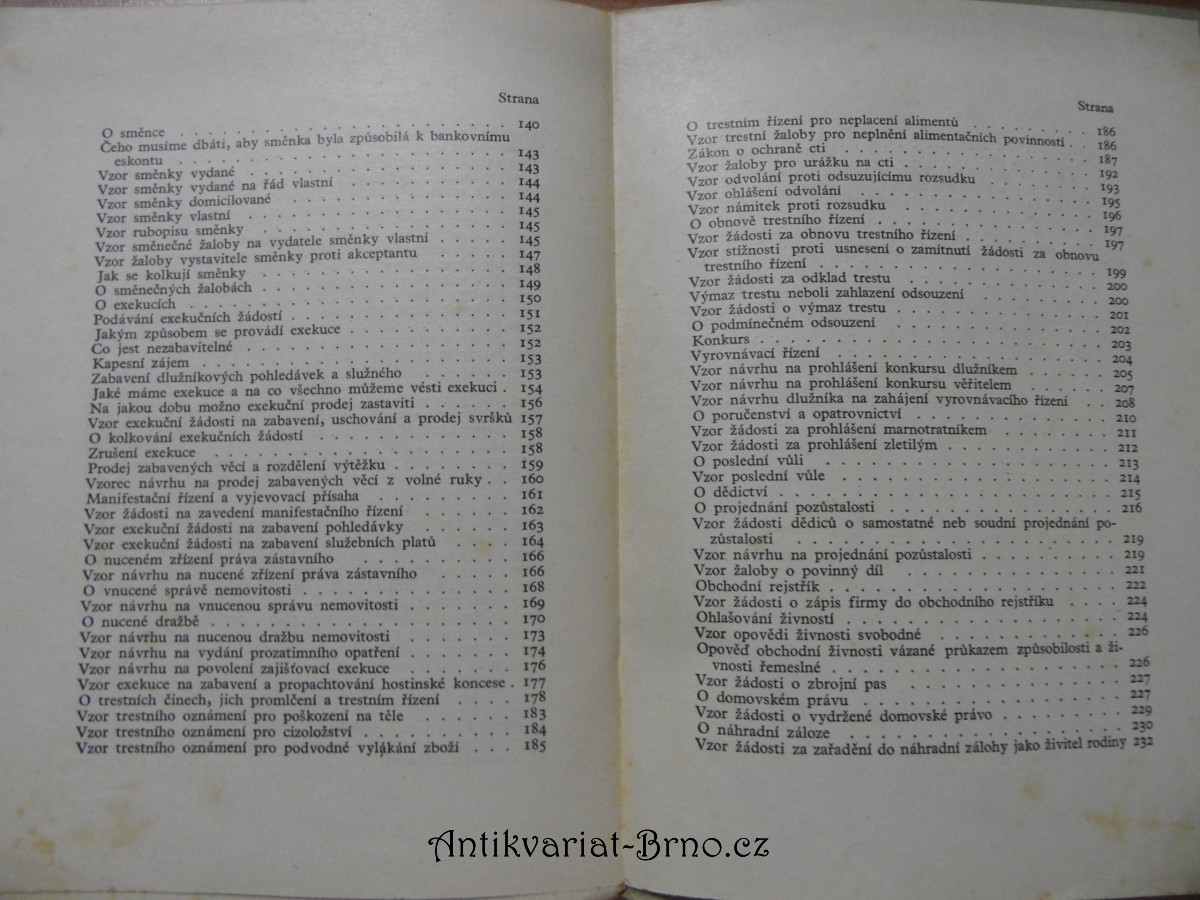 Strana
O směnce . . . . . . . . . . . . . . . . . . . . . 140
Čeho musíme dbáti, aby směnka byla způsobilá k bankovnímu
eskontu . . . . . . . . . . . . . . . . . . . . . 143
Vzor směnky vydané . . . . . . . . . . . . . . . . 143
Vzor směnky vydané na řád vlastní . . . . . . . . . 144
Vzor směnky domicilované . . . . . . . . . . . . . 144
Vzor směnky vlastní . . . . . . . . . . . . . . . . 145
Vzor rubopisu směnky . . . . . . . . . . . . . . . 145
Vzor směnečné žaloby na vydatele směnky vlastní . . . . 145
Vzor žaloby vystavitele směnky proti akceptantu . . . . 147
Jak se kolkují směnky . . . . . . . . . . . . . . . 148
O směnečných žalobách . . . . . . . . . . . . . . . 149
O exekucích . . . . . . . . . . . . . . . . . . . 150
Podávání exekučních žádostí . . . . . . . . . . . . 151
Jakým způsobem se provádí exekuce . . . . . . . . . 152
Co jest nezabavitelné . . . . . . . . . . . . . . . 152
Kapesní zájem . . . . . . . . . . . . . . . . . . 153
Zabavení dlužníkových pohledávek a služného . . . . . 153
Jaké máme exekuce a na co všechno můžeme vésti exekuci . 154
Na jakou dobu možno exekuční prodej zastaviti . . . . . 156
Vzor exekuční žádosti na zabavení, uschování a prodej svršků 157
O kolkování exekučních žádostí . . . . . . . . . . . 158
Zrušení exekuce . . . . . . . . . . . . . . . . . 158
Prodej zabavených věcí a rozdělení výtěžku . . . . . . 159
Vzorec návrhu na prodej zabavených věcí z volné ruky . . 160
Manifestační řízení a vyjevovací přísaha . . . . . . . 161
Vzor žádosti na zavedení manifestačního řízení . . . . . 162
Vzor exekuční žádosti na zabavení pohledávky . . . . . 163
Vzor exekuční žádosti na zabavení služebních platů . . . . 164
O nuceném zřízení práva zástavního . . . . . . . . . 166
Vzor návrhu na nucené zřízení práva zástavního . . . . . 166
O vnucené správě nemovitosti . . . . . . . . . . . . 168
Vzor návrhu na vnucenou správu nemovitosti . . . . . . 169
O nucené dražbě . . . . . . . . . . . . . . . . . 170
Vzor návrhu na nucenou dražbu nemovitosti . . . . . . 173
Vzor návrhu na vydání prozatimního opatření . . . . . . 174
Vzor návrhu na povolení zajišťovací exekuce . . . . . . 176
Vzor exekuce na zabavení a propachtování hostinské koncese . 177
O trestních činech, jich promlčení a trestním řízení . . . . 178
Vzor trestního oznámení pro poškození na těle . . . . . 183
Vzor trestního oznámení pro cizoložství . . . . . . . . 184
Vzor trestního oznámení pro podvodné vylákání zboží . . . 185
Strana
O trestním řízení pro neplacení alimentů . . . . . . . . 186
Vzor trestní žaloby pro neplnění alimentačních povinností . 186
Zákon o ochraně cti . . . . . . . . . . . . . . . . 187
Vzor žaloby pro urážku na cti . . . . . . . . . . . . 192
Vzor odvolání proti odsuzujícímu rozsudku . . . . . . . 193
Vzor ohlášení odvolání . . . . . . . . . . . . . . . 195
Vzor námitek proti rozsudku . . . . . . . . . . . . . 196
O obnově trestního řízení . . . . . . . . . . . . . . 197
Vzor žádosti za obnovu trestního řízení . . . . . . . . 197
Vzor stížnosti proti usnesení o zamítnutí žádosti za obnovu
trestního řízení . . . . . . . . . . . . . . . . . 199
Vzor žádosti za odklad trestu . . . . . . . . . . . . 200
Výmaz trestu neboli zahlazení odsouzení . . . . . . . 200
Vzor žádosti o výmaz trestu . . . . . . . . . . . . . 201
O podmínečném odsouzení . . . . . . . . . . . . . 202
Konkurs . . . . . . . . . . . . . . . . . . . . . 203
Vyrovnávací řízení . . . . . . . . . . . . . . . . 204
Vzor návrhu na prohlášení konkursu dlužníkem . . . . . 205
Vzor návrhu na prohlášení konkursu věřitelem . . . . . 207
Vzor návrhu dlužníka na zahájení vyrovnávacího řízení . . 208
O poručenství a opatrovnictví . . . . . . . . . . . . 210
Vzor žádosti za prohlášení marnotratníkem . . . . . . . 211
Vzor žádosti za prohlášení zletilým . . . . . . . . . . 212
O poslední vůli . . . . . . . . . . . . . . . . . . 213
Vzor poslední vůle . . . . . . . . . . . . . . . . 214
O dědictví . . . . . . . . . . . . . . . . . . . . 215
O projednání pozůstalosti . . . . . . . . . . . . . . 216
Vzor žádosti dědiců o samostatné neb soudní projednání po-
zůstalosti . . . . . . . . . . . . . . . . . . . 219
Vzor návrhu na projednání pozůstalosti . . . . . . . . 219
Vzor žaloby o povinný díl . . . . . . . . . . . . . 221
Obchodní rejstřík . . . . . . . . . . . . . . . . . 222
Vzor žádosti o zápis firmy do obchodního rejstříku . . . . 224
Ohlašování živností . . . . . . . . . . . . . . . . 224
Vzor opovědi živnosti svobodné . . . . . . . . . . . 226
Opověď obchodní živnosti vázané průkazem způsobilosti a ži-
vnosti řemeslné . . . . . . . . . . . . . . . . . 226
Vzor žádosti o zbrojní pas . . . . . . . . . . . . . 227
O domovském právu . . . . . . . . . . . . . . . . 227
Vzor žádosti o vydržené domovské právo . . . . . . . 229
O náhradní záloze . . . . . . . . . . . . . . . . . 230
Vzor žádosti za zařadění do náhradní zálohy jako živitel rodiny 232
Antikvariat-Brno.cz